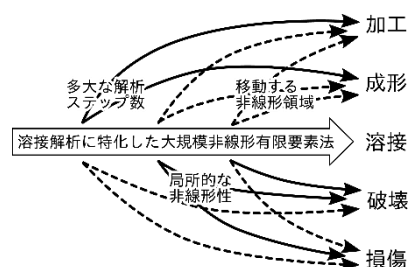 加工
多大な解析
ステップ数
移動する
非線形領域
成形
溶接解析に特化した大規模非線形有限要素法
溶接
局所的な
非線形性
破壊
損傷